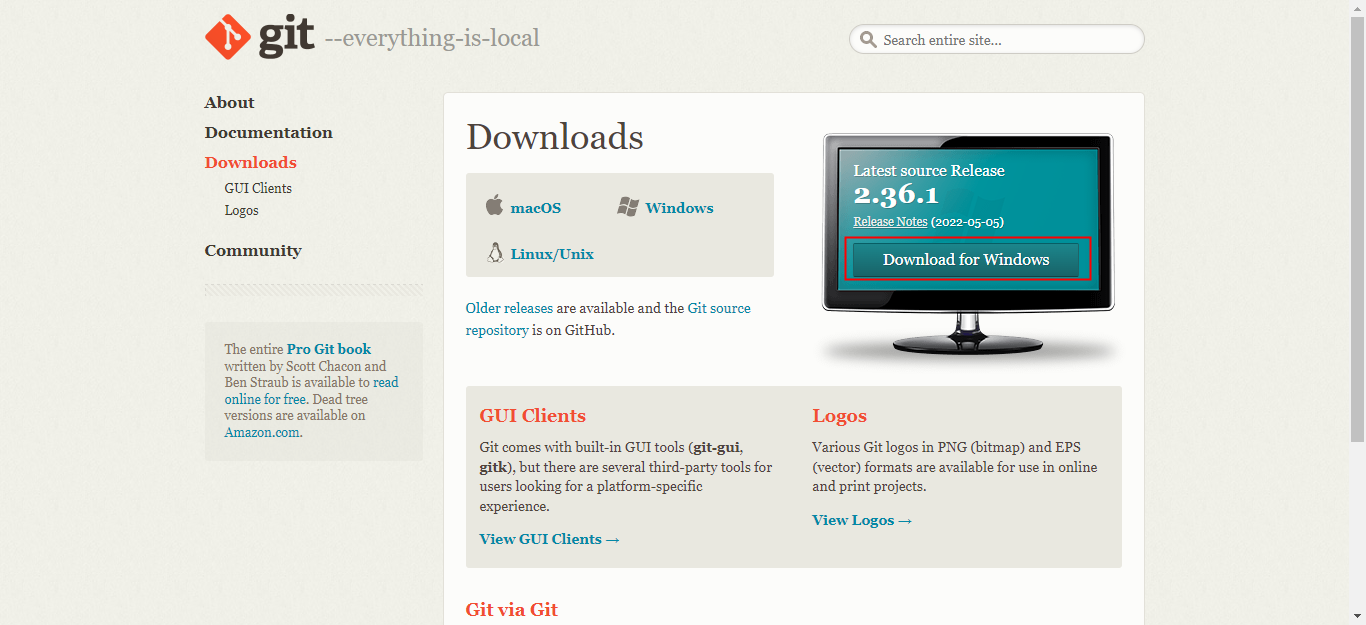 git --everything-is-local
Search entire site...
About
Documentation
Downloads
GUI Clients
Logos
Community
The entire Pro Git book
written by Scott Chacon and
Ben Straub is available to read
online for free. Dead tree
versions are available on
Amazon.com.
Downloads
macOS
Windows
Linux/Unix
Older releases are available and the Git source
repository is on GitHub.
Latest source Release
2.36.1
Release Notes (2022-05-05)
Download for Windows
GUI Clients
Git comes with built-in GUI tools (git-gui,
gitk), but there are several third-party tools for
users looking for a platform-specific
experience.
View GUI Clients →
Logos
Various Git logos in PNG (bitmap) and EPS
(vector) formats are available for use in online
and print projects.
View Logos →
Git via Git